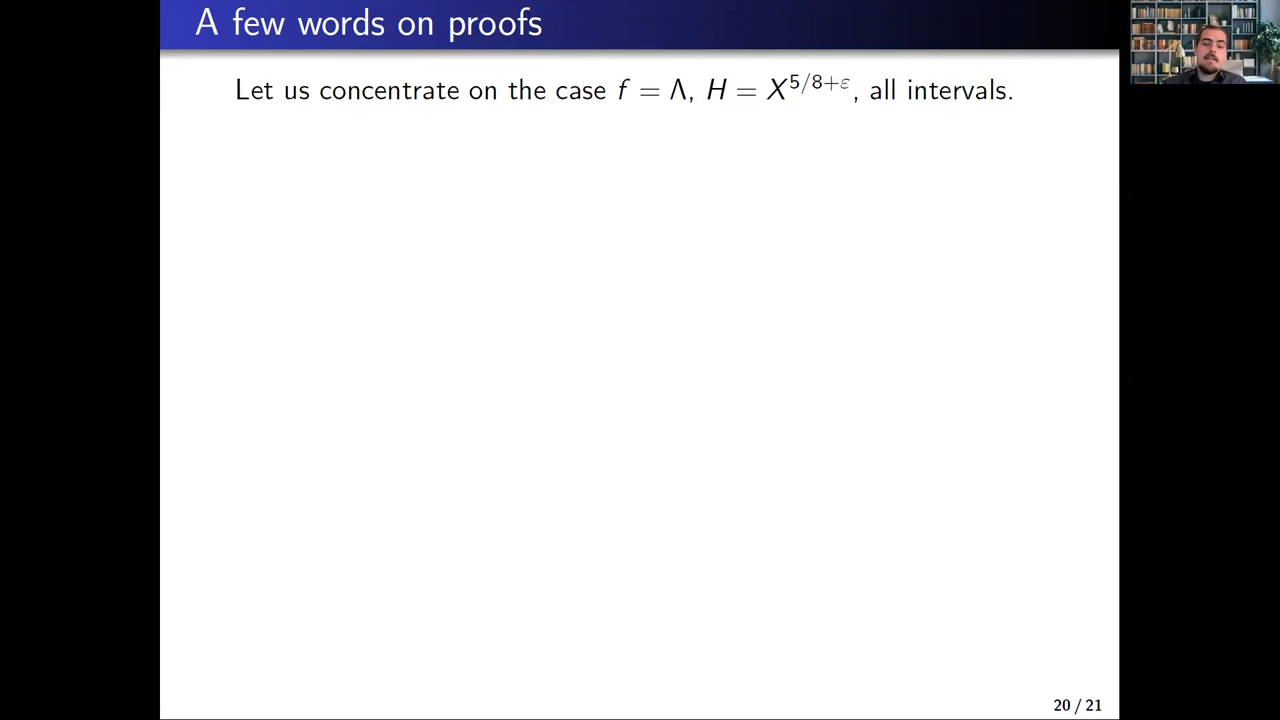 A few words on proofs
Let us concentrate on the case f = Λ, H = X^{5/8+ε}, all intervals.
20 / 21